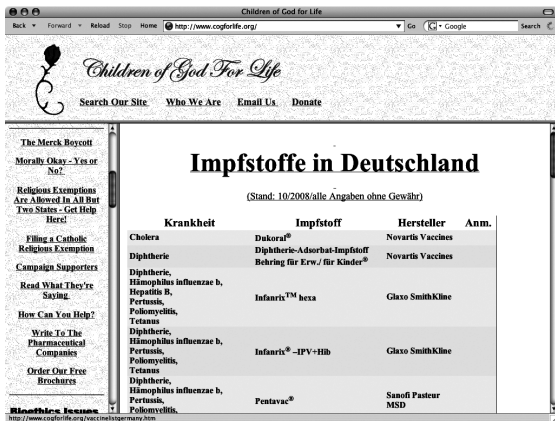 Children of God for Life
Back Forward Reload Stop Home http://www.cogforlife.org/ Go G Google Search
Children of God For Life
Search Our Site Who We Are Email Us Donate
The Merck Boycott
Morally Okay - Yes or
No?
Religious Exemptions
Are Allowed In All But
Two States - Get Help
Here!
Filing a Catholic
Religious Exemption
Campaign Supporters
Read What They're
Saying
How Can You Help?
Write To The
Pharmaceutical
Companies
Order Our Free
Brochures
Bioethics Issues
Impfstoffe in Deutschland
(Stand: 10/2008/alle Angaben ohne Gewähr)
Krankheit Impfstoff Hersteller Anm.
Cholera Dukoral® Novartis Vaccines
Diphtherie Diphtherie-Adsorbat-Impfstoff
Behring für Erw./ für Kinder® Novartis Vaccines
Diphtherie,
Hämophilus influenzae b,
Hepatitis B,
Pertussis,
Poliomyelitis,
Tetanus
Infanrix™ hexa Glaxo SmithKline
Diphtherie,
Hämophilus influenzae b,
Pertussis,
Poliomyelitis,
Tetanus
Infanrix® –IPV+Hib Glaxo SmithKline
Diphtherie,
Hämophilus influenzae b,
Pertussis,
Poliomyelitis,
Pentavac® Sanofi Pasteur
MSD
http://www.cogforlife.org/vaccinelistgermany.htm